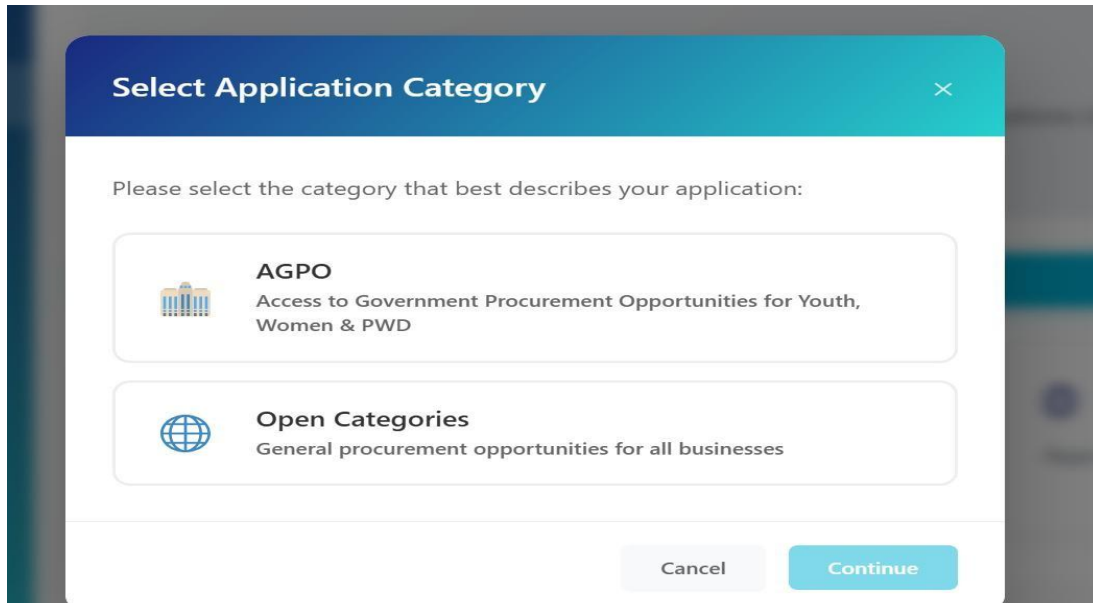 Select Application Category
×
Please select the category that best describes your application:
AGPO
Access to Government Procurement Opportunities for Youth,
Women & PWD
Open Categories
General procurement opportunities for all businesses
Cancel
Continue